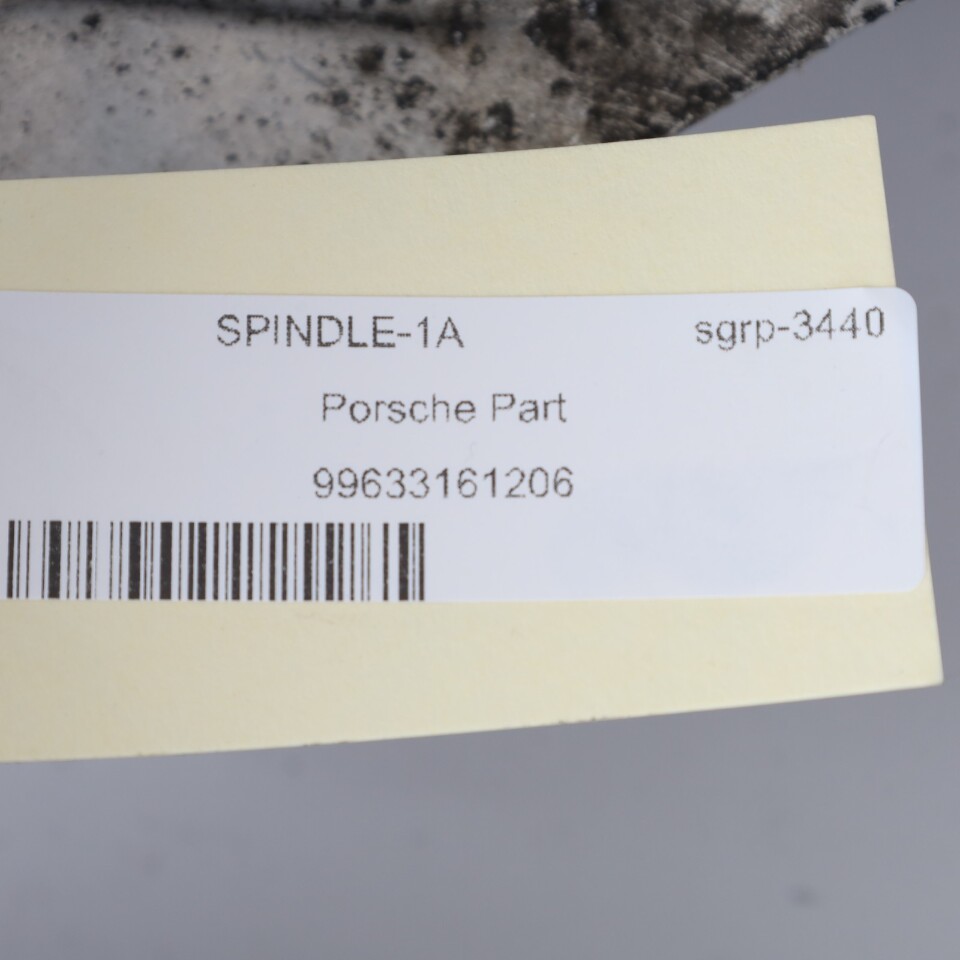 SPINDLE-1A sgrp-3440
Porsche Part
99633161206